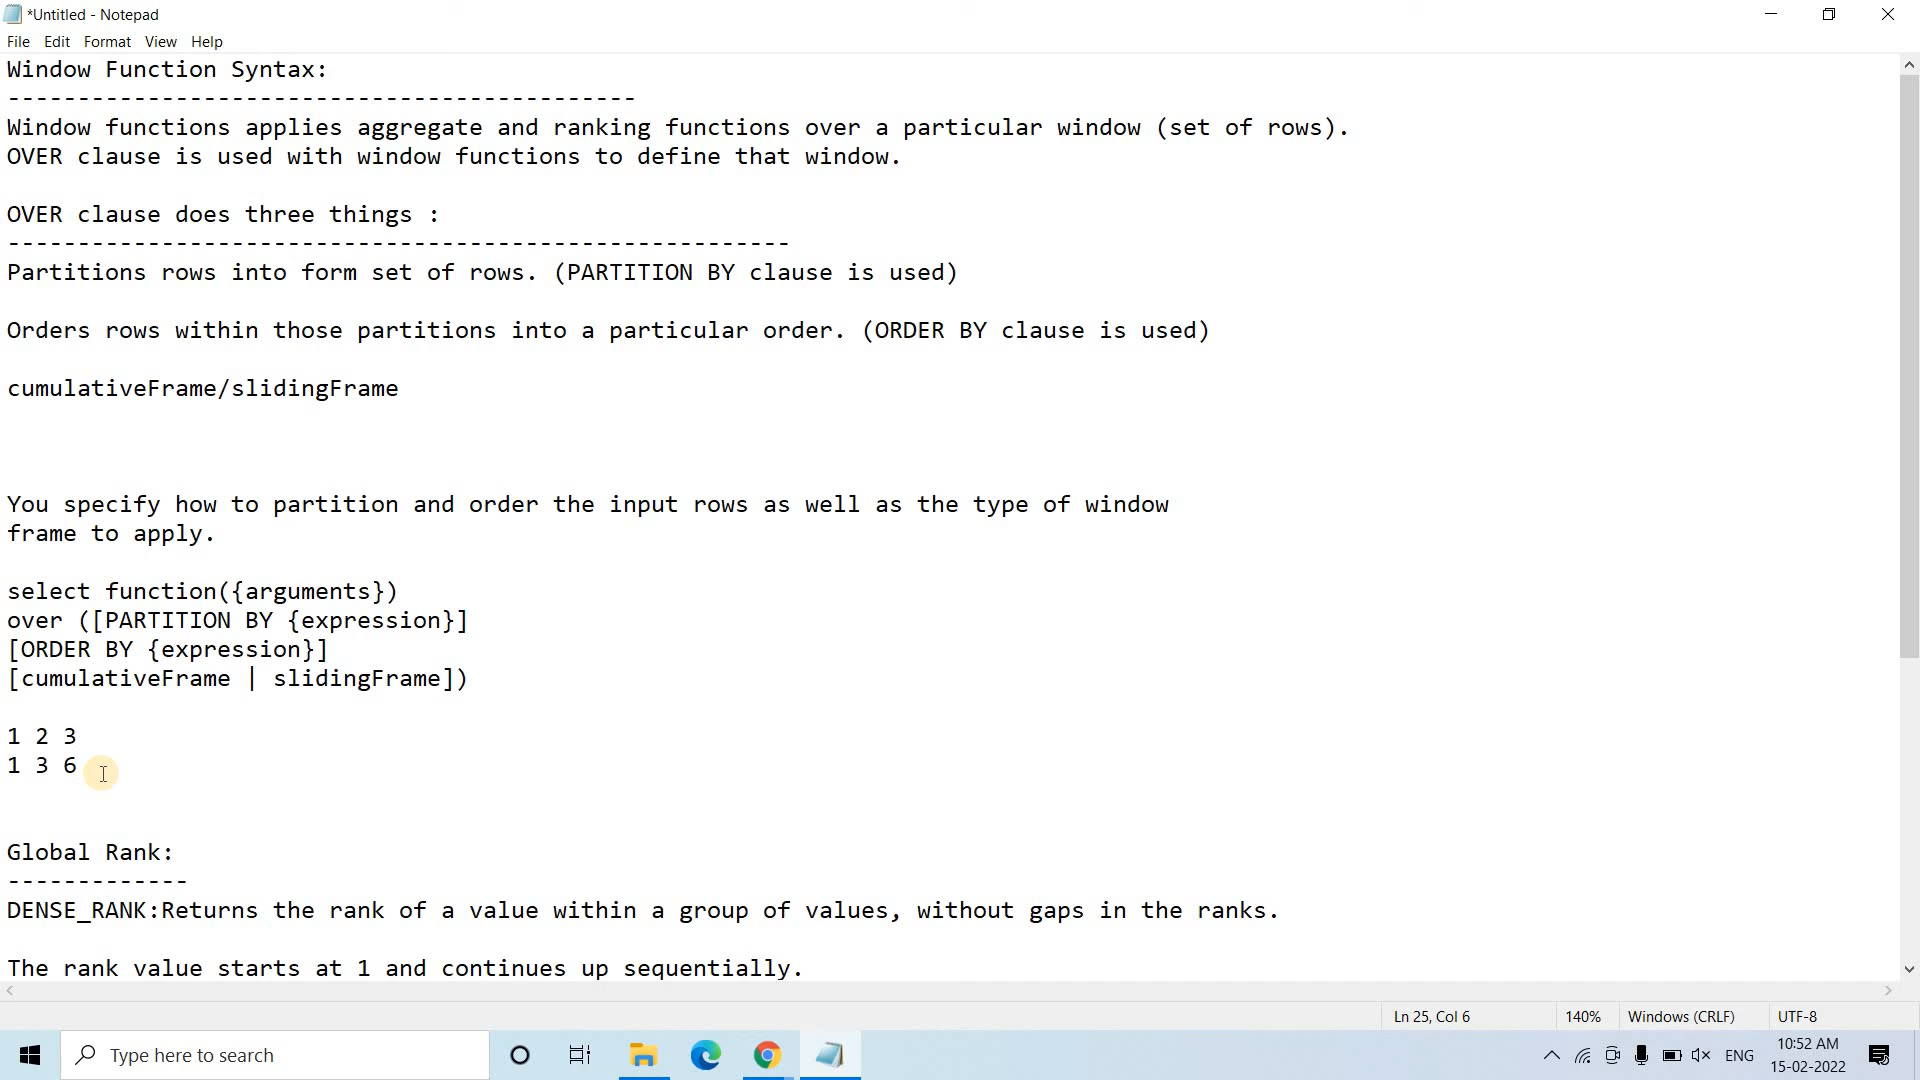 *Untitled - Notepad
File Edit Format View Help
Window Function Syntax:
---------------------------------------------
Window functions applies aggregate and ranking functions over a particular window (set of rows).
OVER clause is used with window functions to define that window.
OVER clause does three things :
--------------------------------------------------------
Partitions rows into form set of rows. (PARTITION BY clause is used)
Orders rows within those partitions into a particular order. (ORDER BY clause is used)
cumulativeFrame/slidingFrame
You specify how to partition and order the input rows as well as the type of window
frame to apply.
select function({arguments})
over ([PARTITION BY {expression}]
[ORDER BY {expression}]
[cumulativeFrame | slidingFrame])
1 2 3
1 3 6
Global Rank:
-------------
DENSE_RANK:Returns the rank of a value within a group of values, without gaps in the ranks.
The rank value starts at 1 and continues up sequentially.
Ln 25, Col 6 140% Windows (CRLF) UTF-8
Type here to search
ENG
10:52 AM
15-02-2022